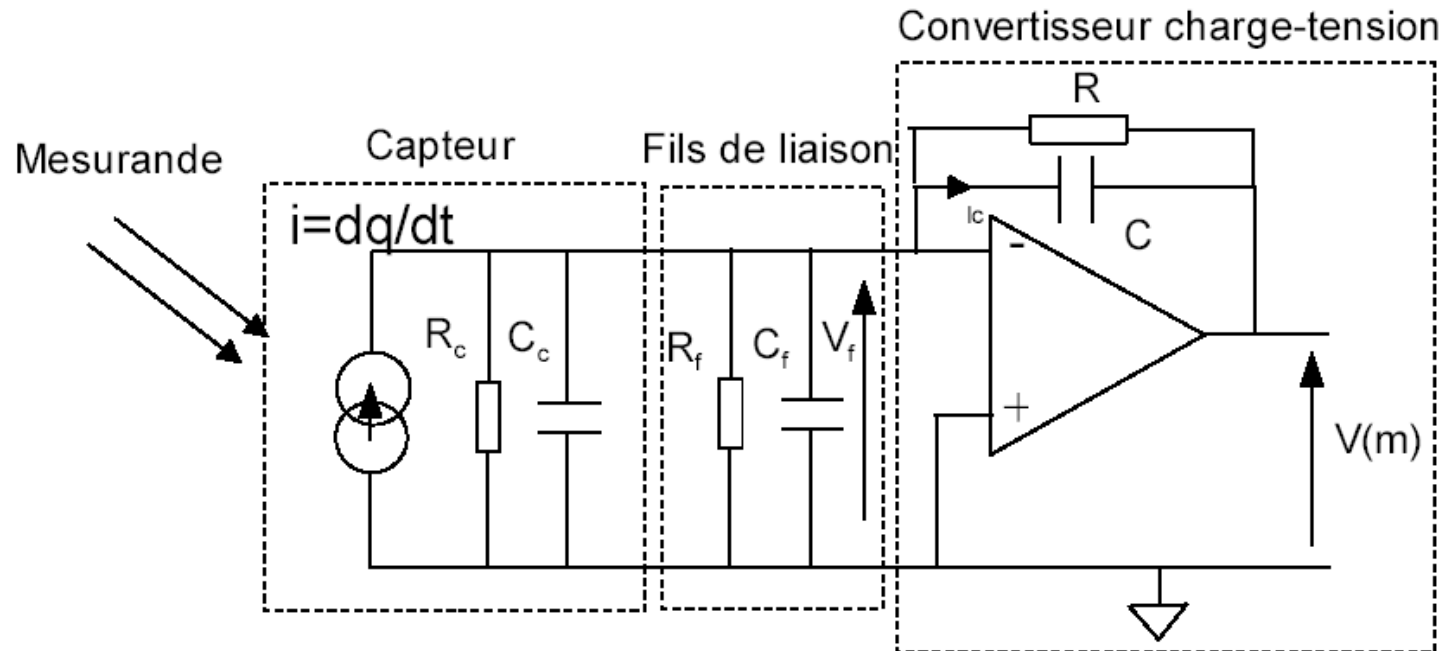 Convertisseur charge-tension
R
Capteur
Fils de liaison
Mesurande
i=dq/dt
Ic
C
-
Rc
Cc
Rf
Cf
Vf
+
V(m)